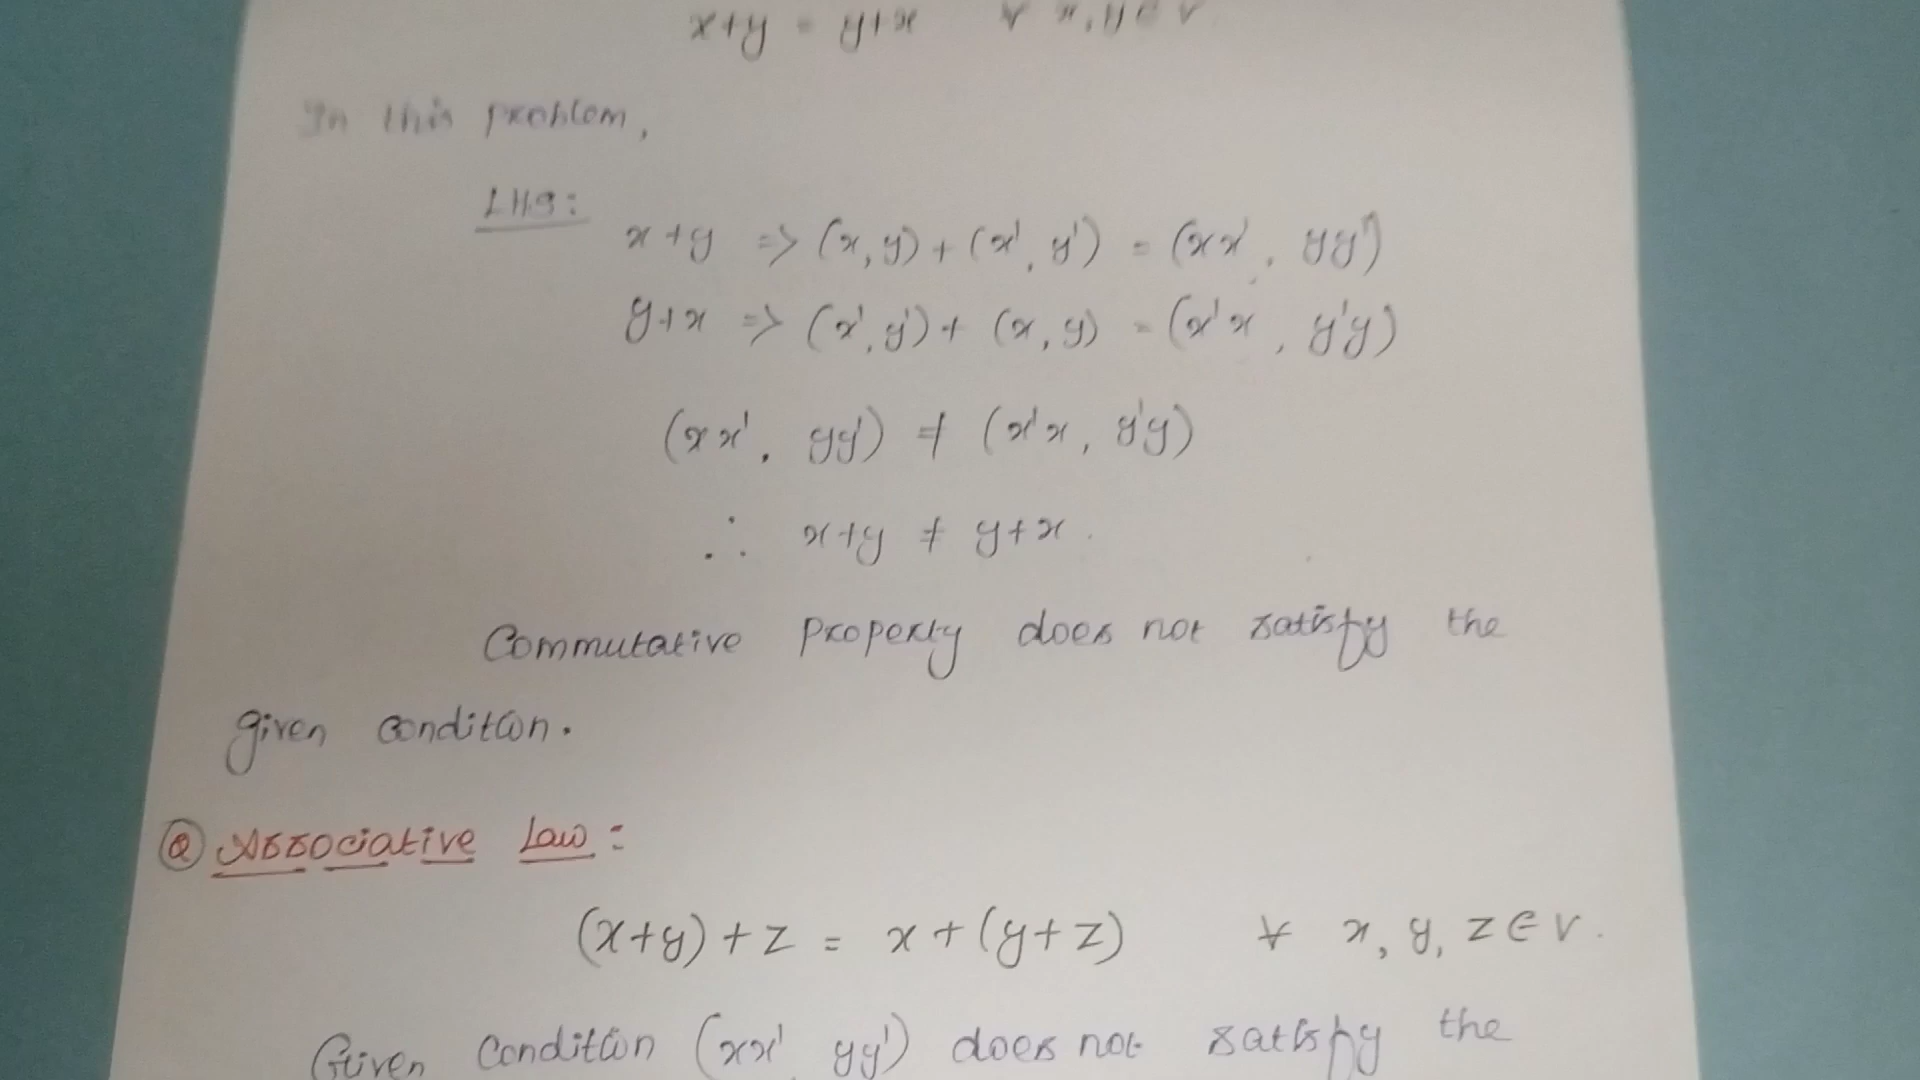 x+y = y+x ∀ x, y ∈ V
In this problem,
LHS:
x+y => (x, y) + (x', y') = (xx', yy')
y+x => (x', y') + (x, y) = (x'x, y'y)
(xx', yy') ≠ (x'x, y'y)
∴ x+y ≠ y+x.
Commutative property does not satisfy the
given condition.
② Associative Law:
(x+y)+z = x+(y+z) ∀ x, y, z ∈ V.
Given condition (xx', yy') does not satisfy the